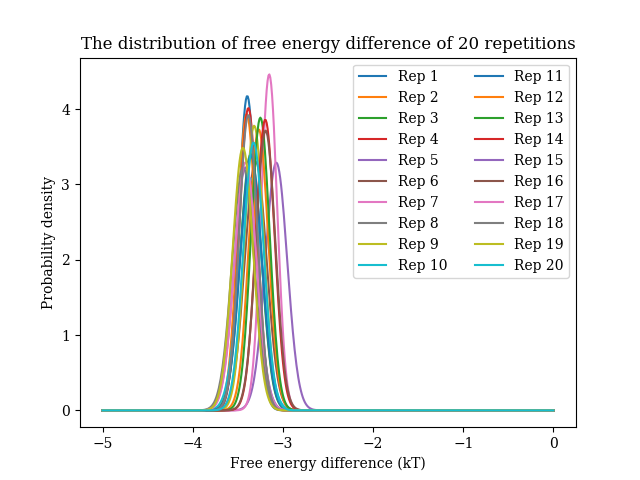 The distribution of free energy difference of 20 repetitions
Probability density
4
3
2
1
0
−5
−4
−3
−2
−1
0
Free energy difference (kT)
Rep 1
Rep 2
Rep 3
Rep 4
Rep 5
Rep 6
Rep 7
Rep 8
Rep 9
Rep 10
Rep 11
Rep 12
Rep 13
Rep 14
Rep 15
Rep 16
Rep 17
Rep 18
Rep 19
Rep 20